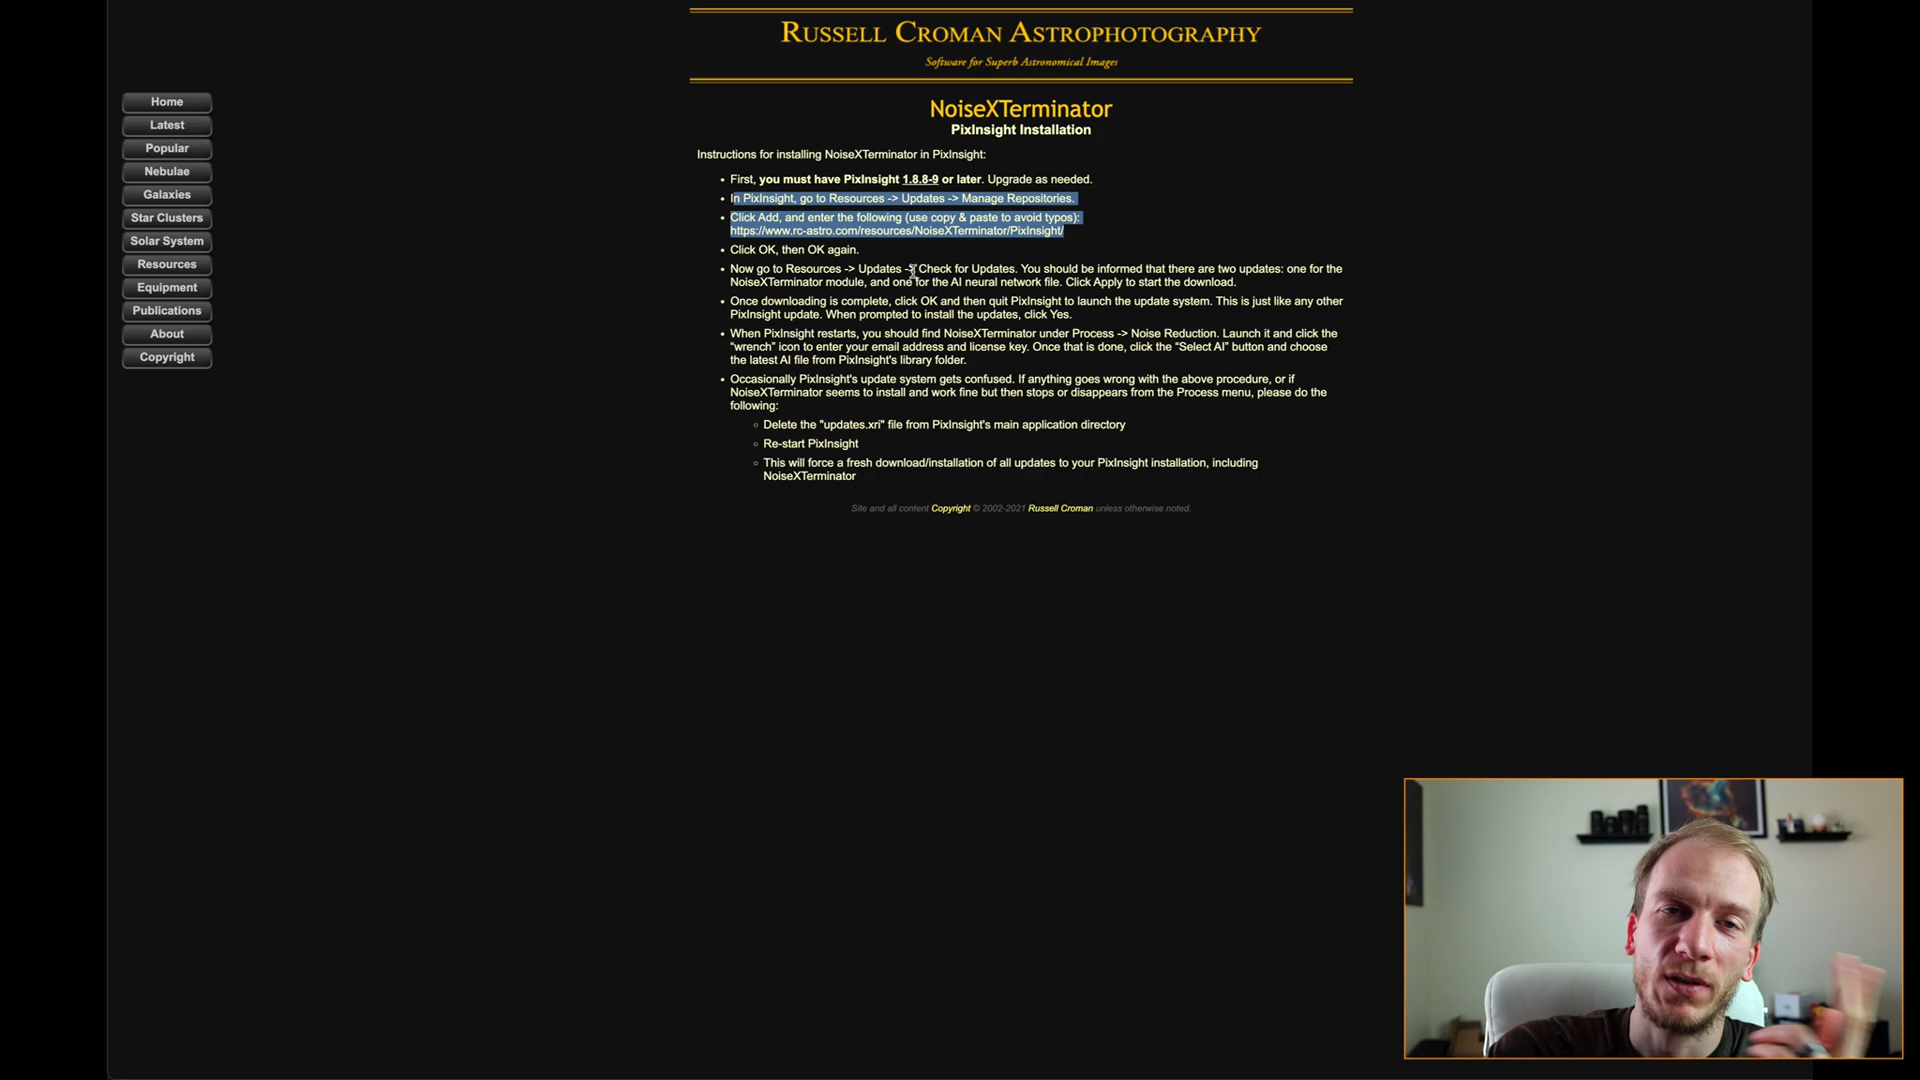 RUSSELL CROMAN ASTROPHOTOGRAPHY
Software for Superb Astronomical Images
Home
Latest
Popular
Nebulae
Galaxies
Star Clusters
Solar System
Resources
Equipment
Publications
About
Copyright
NoiseXTerminator
PixInsight Installation
Instructions for installing NoiseXTerminator in PixInsight:
• First, you must have PixInsight 1.8.8-9 or later. Upgrade as needed.
• In PixInsight, go to Resources -> Updates -> Manage Repositories.
• Click Add, and enter the following (use copy & paste to avoid typos):
https://www.rc-astro.com/resources/NoiseXTerminator/PixInsight/
• Click OK, then OK again.
• Now go to Resources -> Updates -> Check for Updates. You should be informed that there are two updates: one for the
NoiseXTerminator module, and one for the AI neural network file. Click Apply to start the download.
• Once downloading is complete, click OK and then quit PixInsight to launch the update system. This is just like any other
PixInsight update. When prompted to install the updates, click Yes.
• When PixInsight restarts, you should find NoiseXTerminator under Process -> Noise Reduction. Launch it and click the
“wrench” icon to enter your email address and license key. Once that is done, click the “Select AI” button and choose
the latest AI file from PixInsight's library folder.
• Occasionally PixInsight's update system gets confused. If anything goes wrong with the above procedure, or if
NoiseXTerminator seems to install and work fine but then stops or disappears from the Process menu, please do the
following:
◦ Delete the "updates.xri" file from PixInsight's main application directory
◦ Re-start PixInsight
◦ This will force a fresh download/installation of all updates to your PixInsight installation, including
NoiseXTerminator
Site and all content Copyright © 2002-2021 Russell Croman unless otherwise noted.